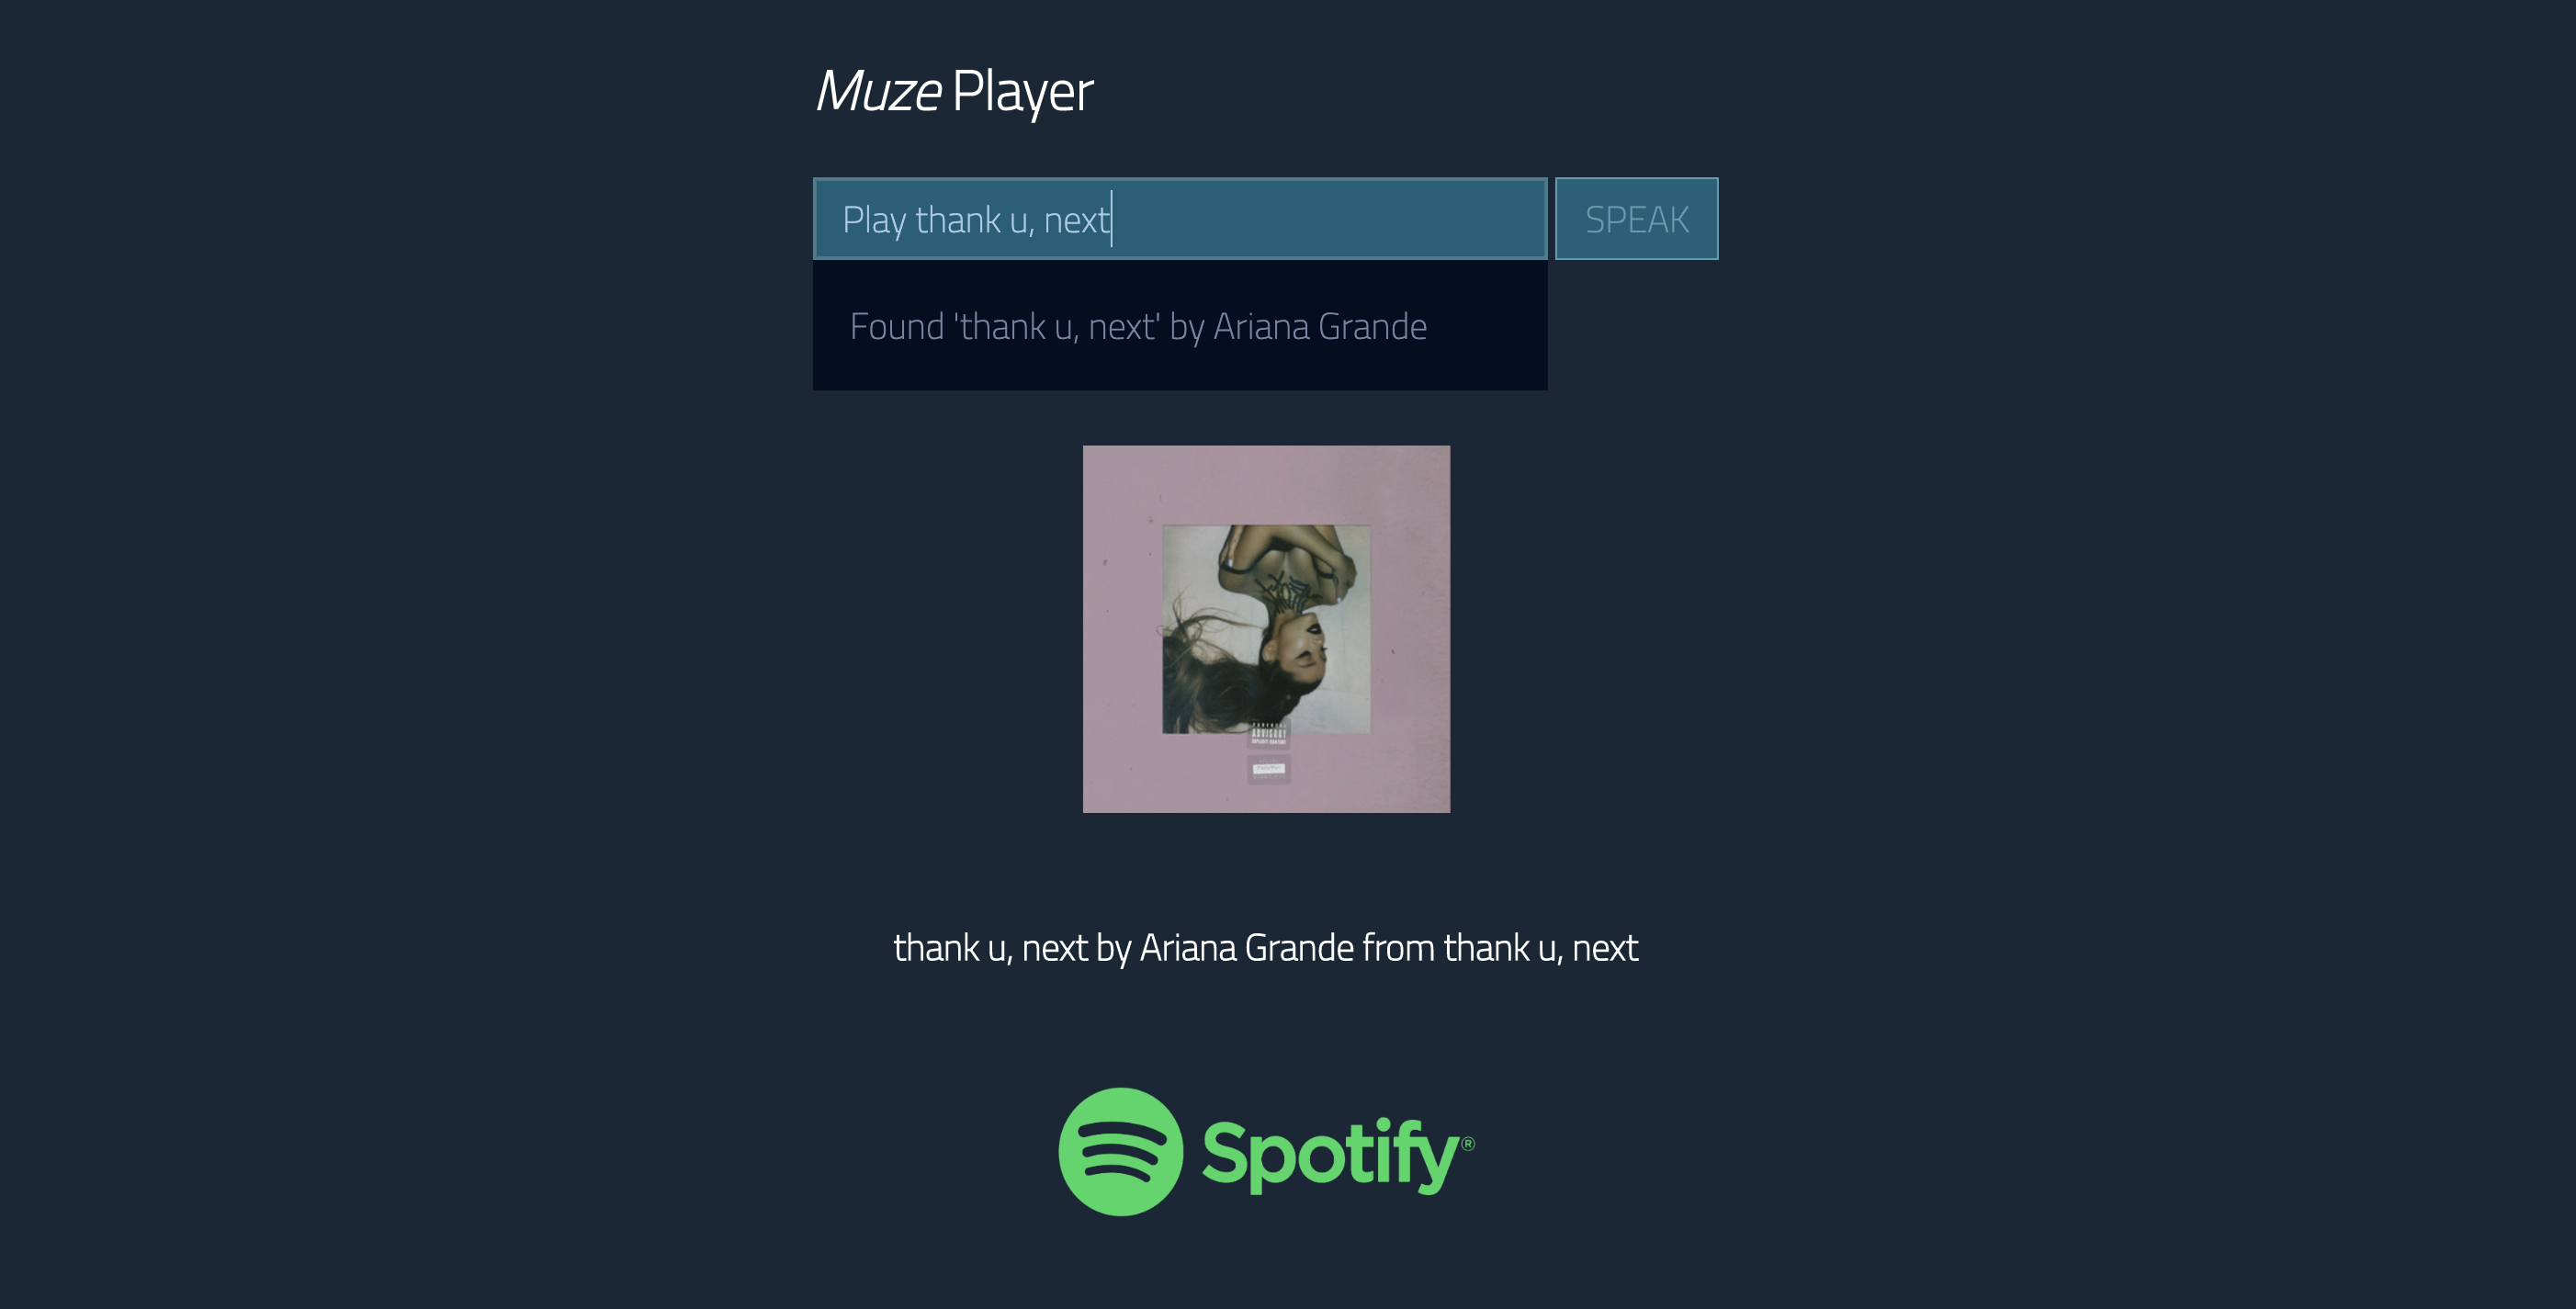 Muze Player
Play thank u, next
SPEAK
Found 'thank u, next' by Ariana Grande
ADVISORY
EXPLICIT CONTENT
thank u, next by Ariana Grande from thank u, next
Spotify®